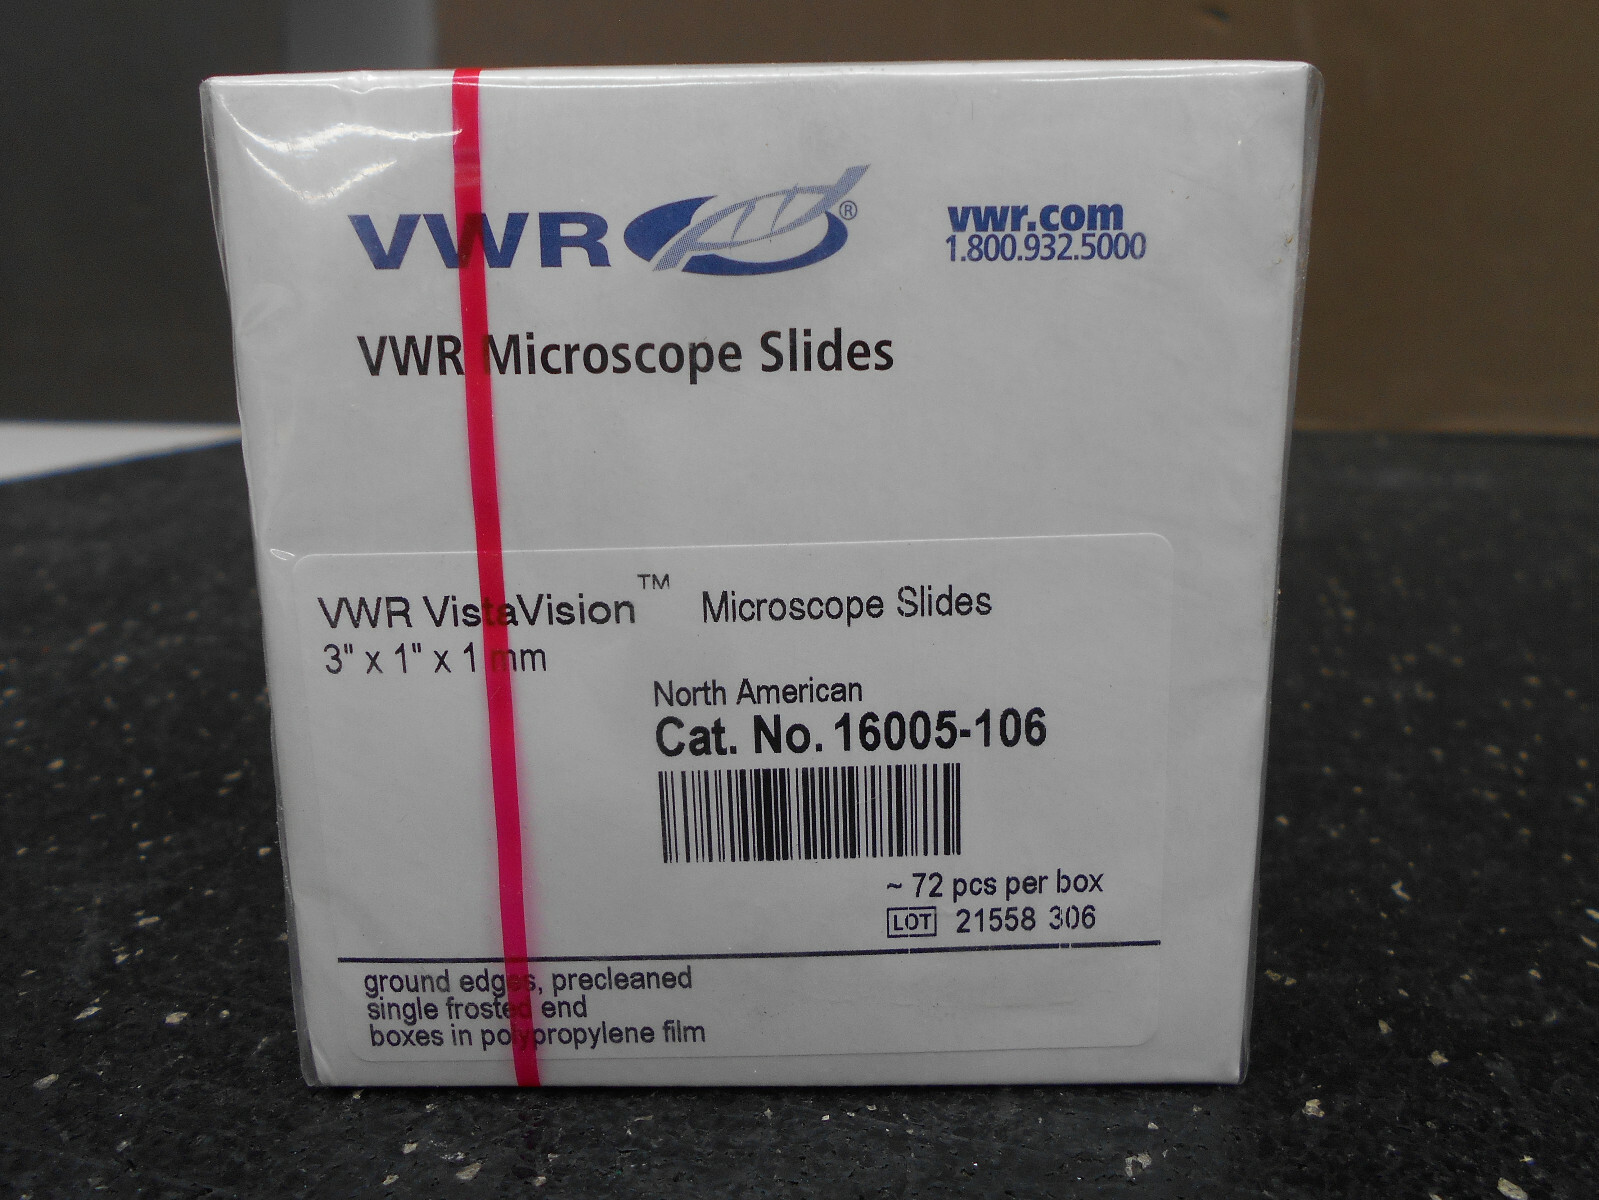 VWR ®
vwr.com
1.800.932.5000
VWR Microscope Slides
VWR VistaVision™ Microscope Slides
3" x 1" x 1 mm
North American
Cat. No. 16005-106
~ 72 pcs per box
LOT 21558 306
ground edges, precleaned
single frosted end
boxes in polypropylene film